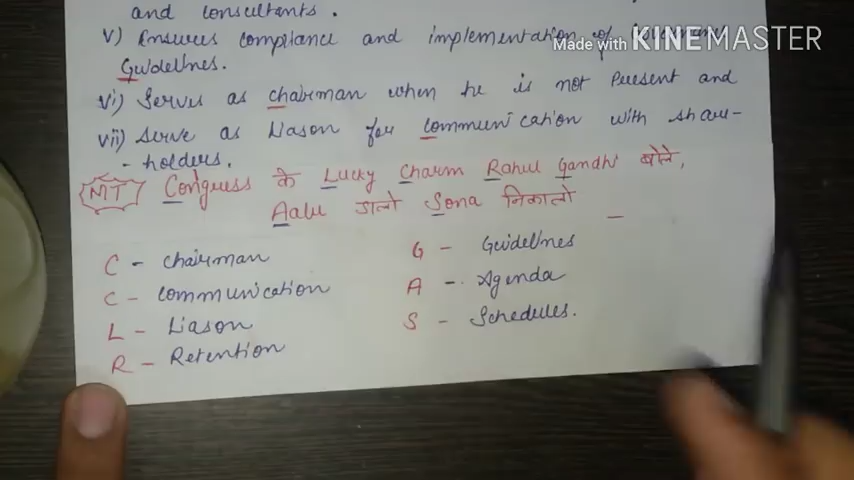 and consultants.
v) Ensures compliance and implementation of
Guidelines.
vi) Serves as chairman when he is not Present and
vii) Serve as Liason for communication with share-
-holders.
MT Congress के Lucky Charm Rahul Gandhi बोले,
Aalu डालो Sona निकालो
C - Chairman
C - Communication
L - Liason
R - Retention
G - Guidelines
A - Agenda
S - Schedules.
Made with KINEMASTER